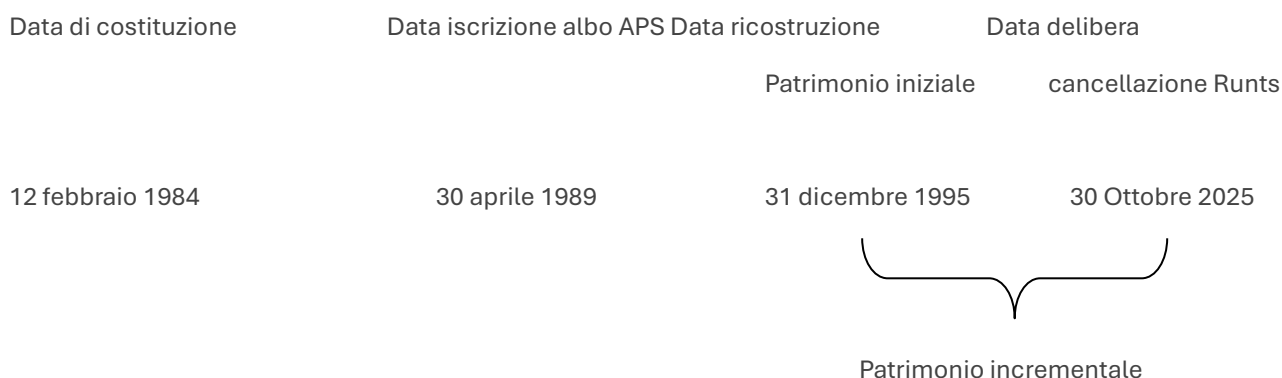 Data di costituzione Data iscrizione albo APS Data ricostruzione Data delibera
Patrimonio iniziale cancellazione Runts
12 febbraio 1984 30 aprile 1989 31 dicembre 1995 30 Ottobre 2025
Patrimonio incrementale